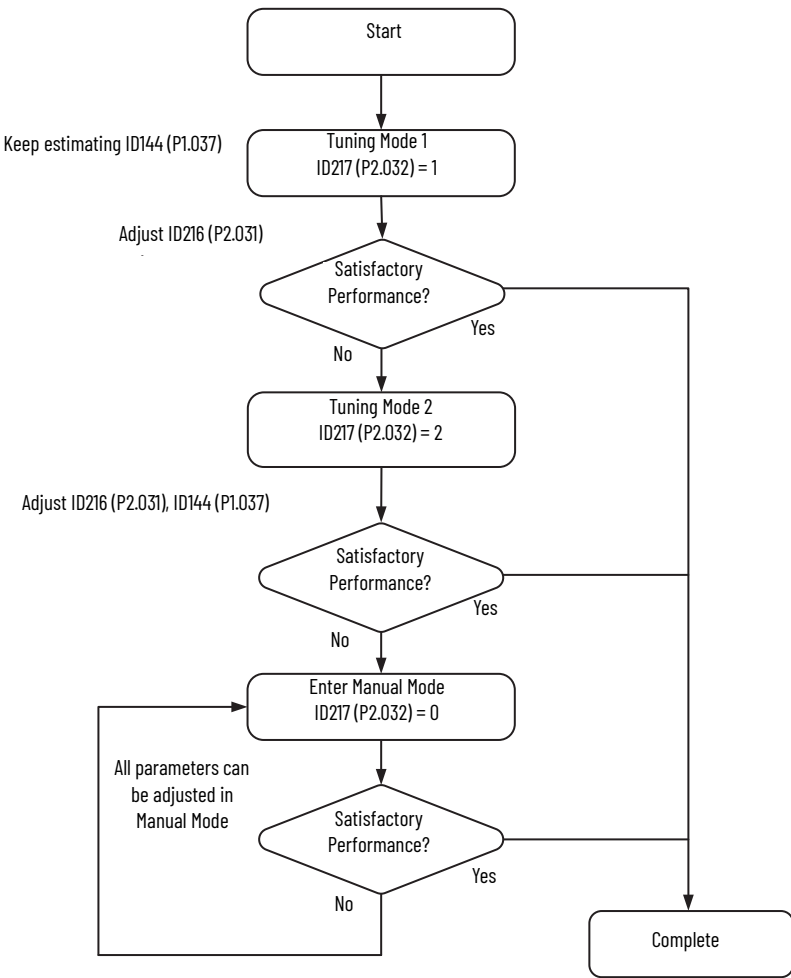 Start
Keep estimating ID144 (P1.037)
Tuning Mode 1
ID217 (P2.032) = 1
Adjust ID216 (P2.031)
Satisfactory
Performance?
Yes
No
Tuning Mode 2
ID217 (P2.032) = 2
Adjust ID216 (P2.031), ID144 (P1.037)
Satisfactory
Performance?
Yes
No
Enter Manual Mode
ID217 (P2.032) = 0
All parameters can
be adjusted in
Manual Mode
Satisfactory
Performance?
Yes
No
Complete